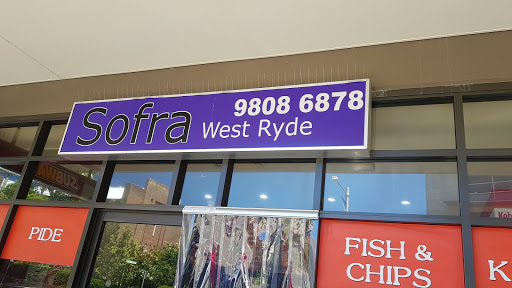 Sofra
9808 6878
West Ryde
PIDE
FISH &
CHIPS